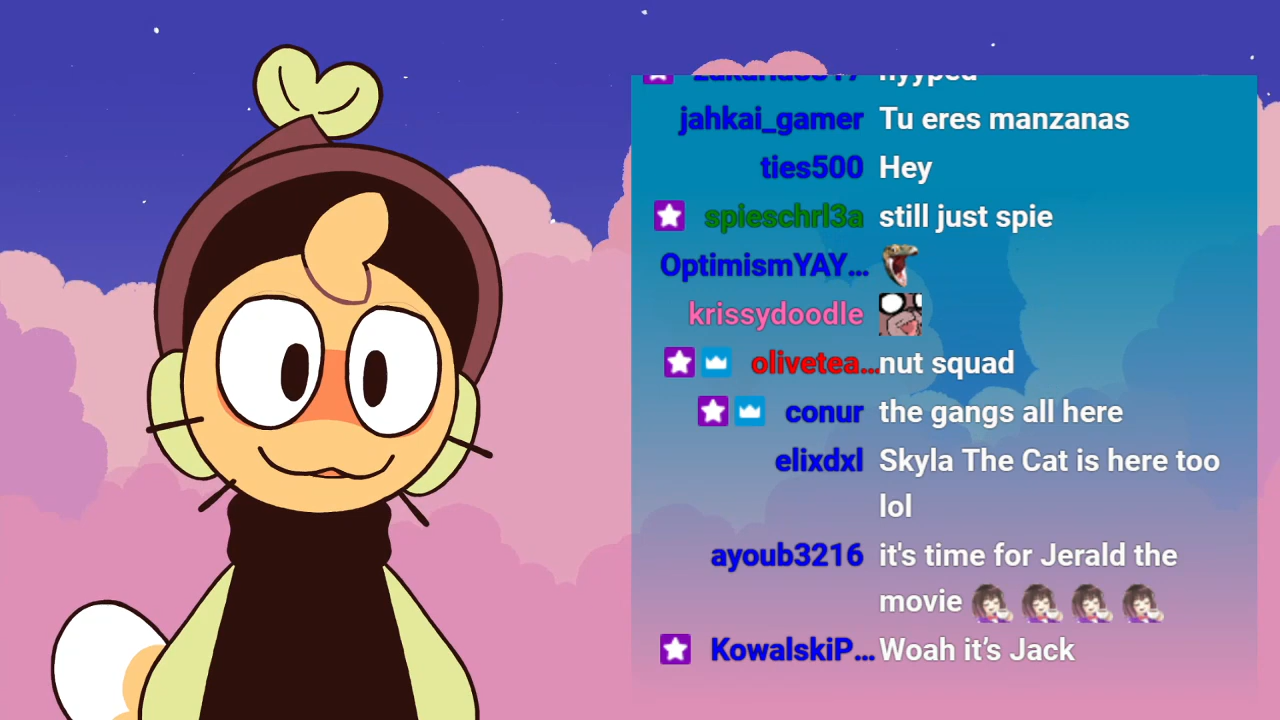 hyyped
jahkai_gamer Tu eres manzanas
ties500 Hey
spieschrl3a still just spie
OptimismYAY…
krissydoodle
olivetea… nut squad
conur the gangs all here
elixdxl Skyla The Cat is here too
lol
ayoub3216 it's time for Jerald the
movie
KowalskiP… Woah it's Jack